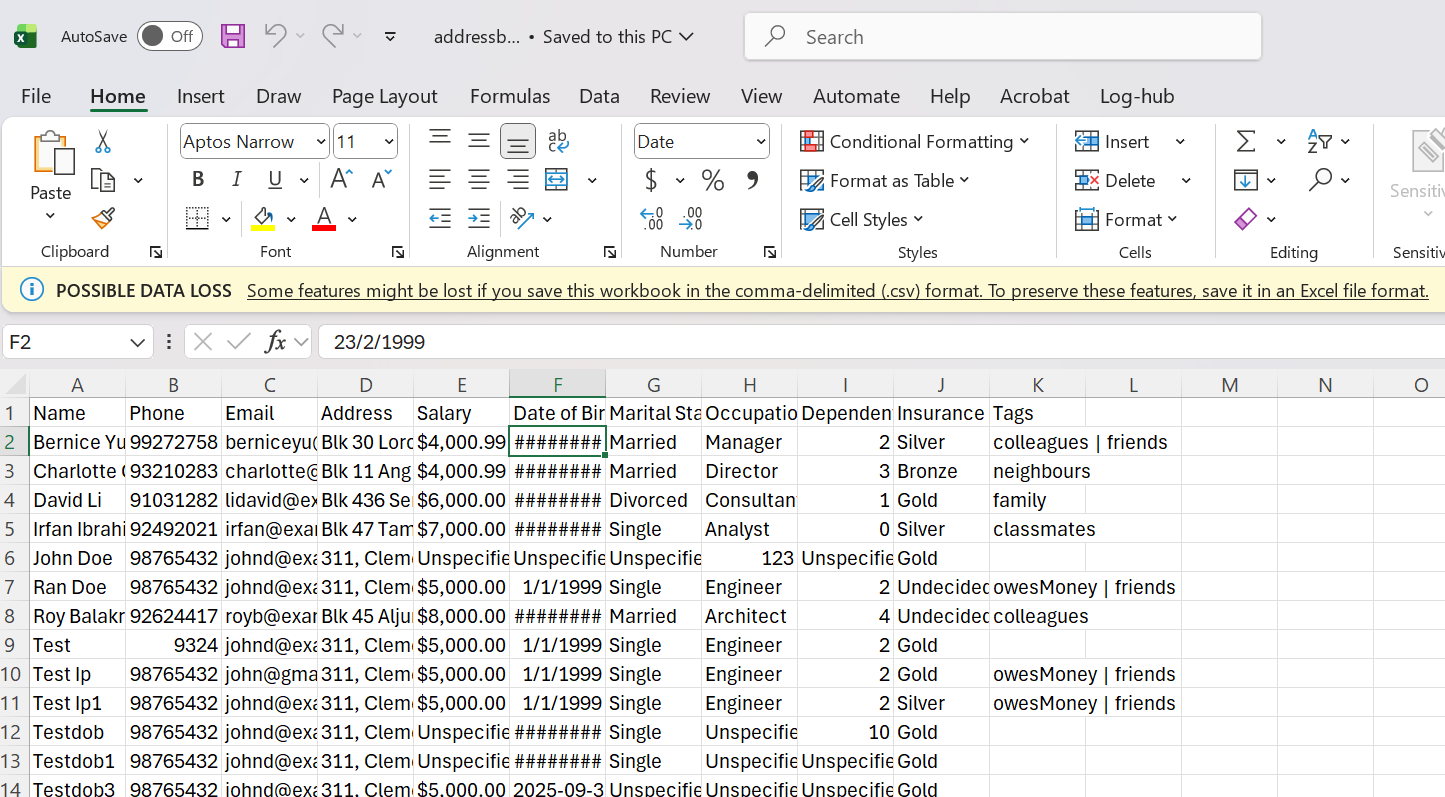 AutoSave Off addressb... • Saved to this PC Search
File Home Insert Draw Page Layout Formulas Data Review View Automate Help Acrobat Log-hub
Aptos Narrow 11 ab Date Conditional Formatting Insert Σ
Paste B I U A A $ % Format as Table Delete
A .00 .00 Cell Styles Format Sensitiv
Clipboard Font Alignment Number Styles Cells Editing Sensitiv
POSSIBLE DATA LOSS Some features might be lost if you save this workbook in the comma-delimited (.csv) format. To preserve these features, save it in an Excel file format.
F2 fx 23/2/1999
A B C D E F G H I J K L M N O
1 Name Phone Email Address Salary Date of Bir Marital Sta Occupatio Dependen Insurance Tags
2 Bernice Yu 99272758 berniceyu@ Blk 30 Loro $4,000.99 ######## Married Manager 2 Silver colleagues | friends
3 Charlotte 93210283 charlotte@ Blk 11 Ang $4,000.99 ######## Married Director 3 Bronze neighbours
4 David Li 91031282 lidavid@ex Blk 436 Se $6,000.00 ######## Divorced Consultan 1 Gold family
5 Irfan Ibrahi 92492021 irfan@exa Blk 47 Tam $7,000.00 ######## Single Analyst 0 Silver classmates
6 John Doe 98765432 johnd@exa 311, Clem Unspecifie Unspecifie Unspecifie 123 Unspecifie Gold
7 Ran Doe 98765432 johnd@exa 311, Clem $5,000.00 1/1/1999 Single Engineer 2 Undecided owesMoney | friends
8 Roy Balakr 92624417 royb@exar Blk 45 Alju $8,000.00 ######## Married Architect 4 Undecided colleagues
9 Test 9324 johnd@exa 311, Clem $5,000.00 1/1/1999 Single Engineer 2 Gold
10 Test Ip 98765432 john@gma 311, Clem $5,000.00 1/1/1999 Single Engineer 2 Gold owesMoney | friends
11 Test Ip1 98765432 johnd@exa 311, Clem $5,000.00 1/1/1999 Single Engineer 2 Silver owesMoney | friends
12 Testdob 98765432 johnd@exa 311, Clem Unspecifie ######## Single Unspecifie 10 Gold
13 Testdob1 98765432 johnd@exa 311, Clem Unspecifie ######## Single Unspecifie Unspecifie Gold
14 Testdob3 98765432 johnd@exa 311, Clem $5,000.00 2025-09-3 Unspecifie Unspecifie Unspecifie Gold